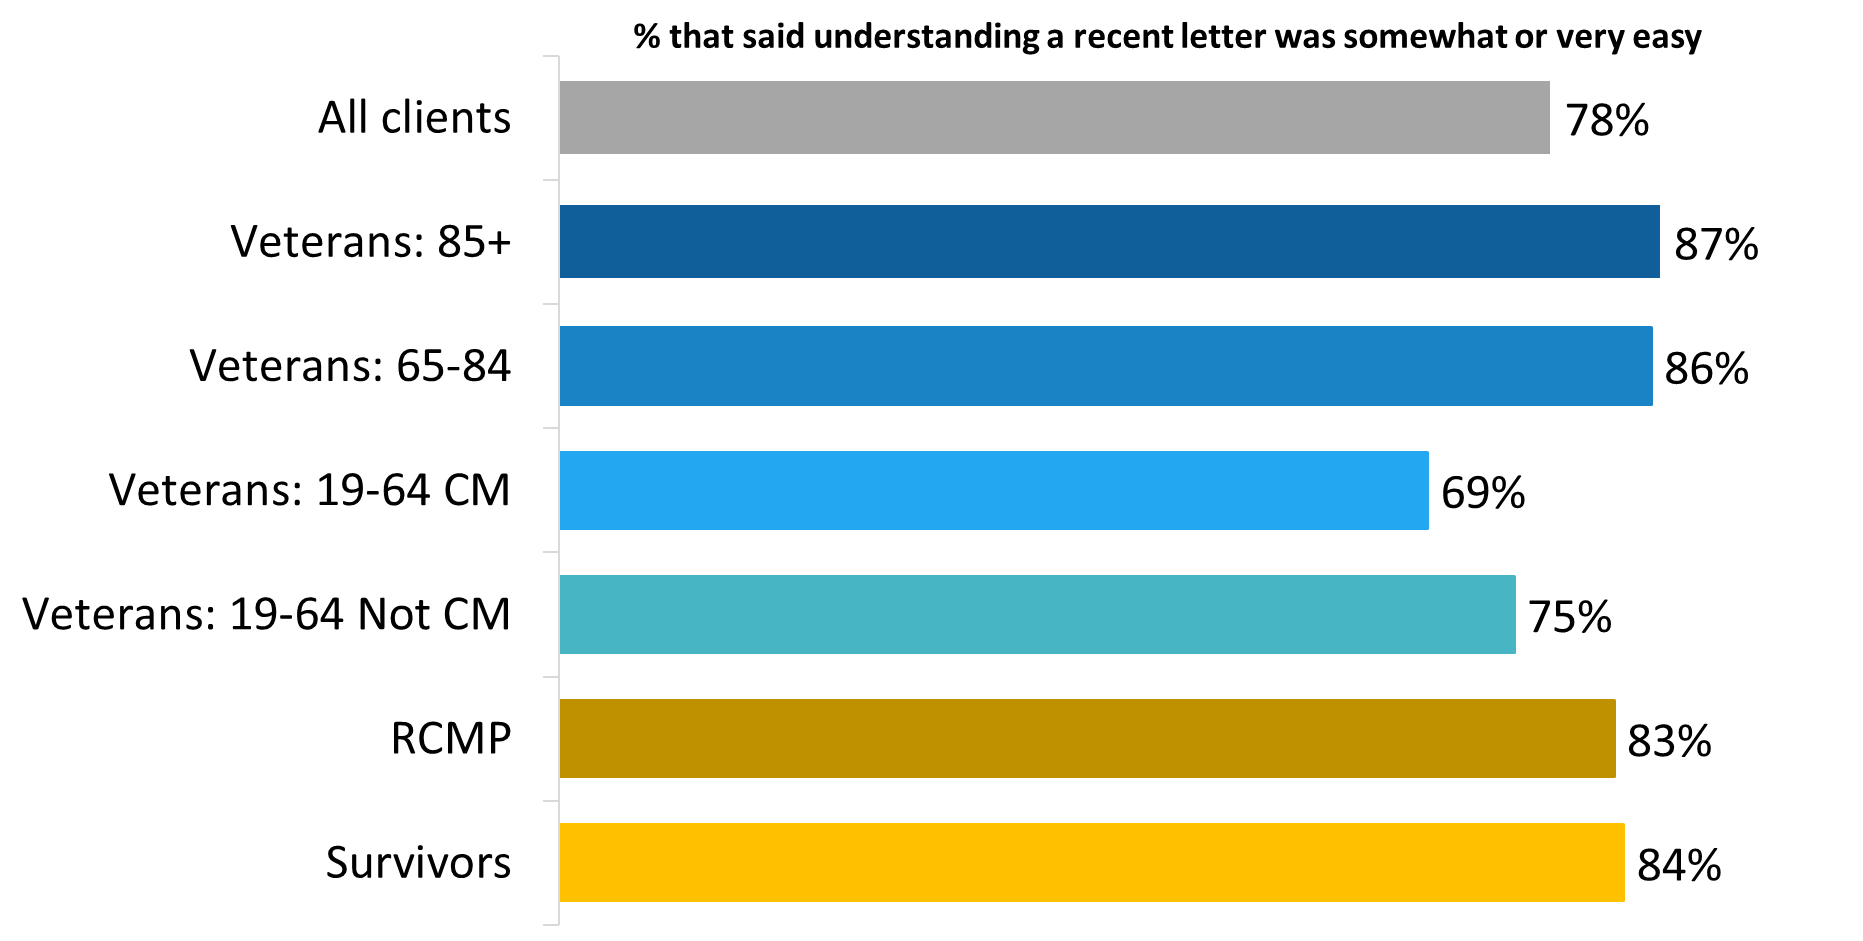 % that said understanding a recent letter was somewhat or very easy
All clients 78%
Veterans: 85+ 87%
Veterans: 65-84 86%
Veterans: 19-64 CM 69%
Veterans: 19-64 Not CM 75%
RCMP 83%
Survivors 84%